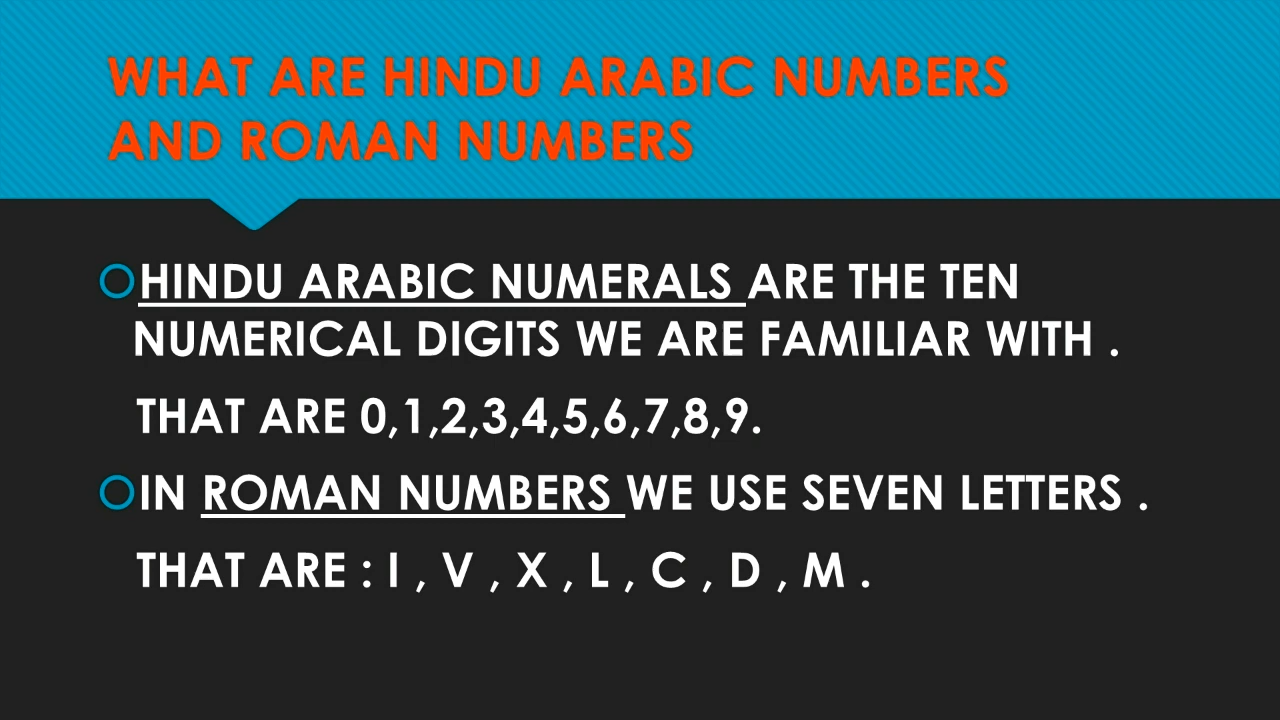 WHAT ARE HINDU ARABIC NUMBERS
AND ROMAN NUMBERS
HINDU ARABIC NUMERALS ARE THE TEN
NUMERICAL DIGITS WE ARE FAMILIAR WITH .
THAT ARE 0,1,2,3,4,5,6,7,8,9.
IN ROMAN NUMBERS WE USE SEVEN LETTERS .
THAT ARE : I , V , X , L , C , D , M .